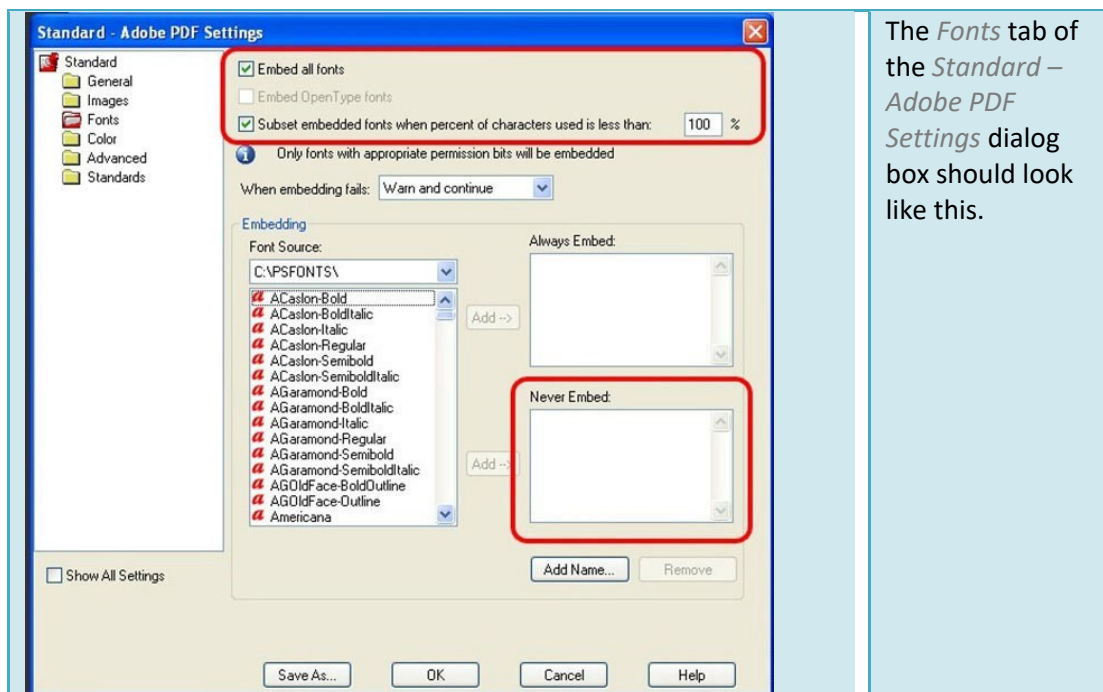 Standard - Adobe PDF Settings
Standard
General
Images
Fonts
Color
Advanced
Standards
Show All Settings
Embed all fonts
Embed OpenType fonts
Subset embedded fonts when percent of characters used is less than: 100 %
Only fonts with appropriate permission bits will be embedded
When embedding fails: Warn and continue
Embedding
Font Source:
C:\PSFONTS\
ACaslon-Bold
ACaslon-BoldItalic
ACaslon-Italic
ACaslon-Regular
ACaslon-Semibold
ACaslon-SemiboldItalic
AGaramond-Bold
AGaramond-BoldItalic
AGaramond-Italic
AGaramond-Regular
AGaramond-Semibold
AGaramond-SemiboldItalic
AGOldFace-BoldOutline
AGOldFace-Outline
Americana
Add -->
Add -->
Always Embed:
Never Embed:
Add Name...
Remove
Save As...
OK
Cancel
Help
The Fonts tab of
the Standard –
Adobe PDF
Settings dialog
box should look
like this.